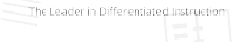 The Leader in Differentiated Instruction